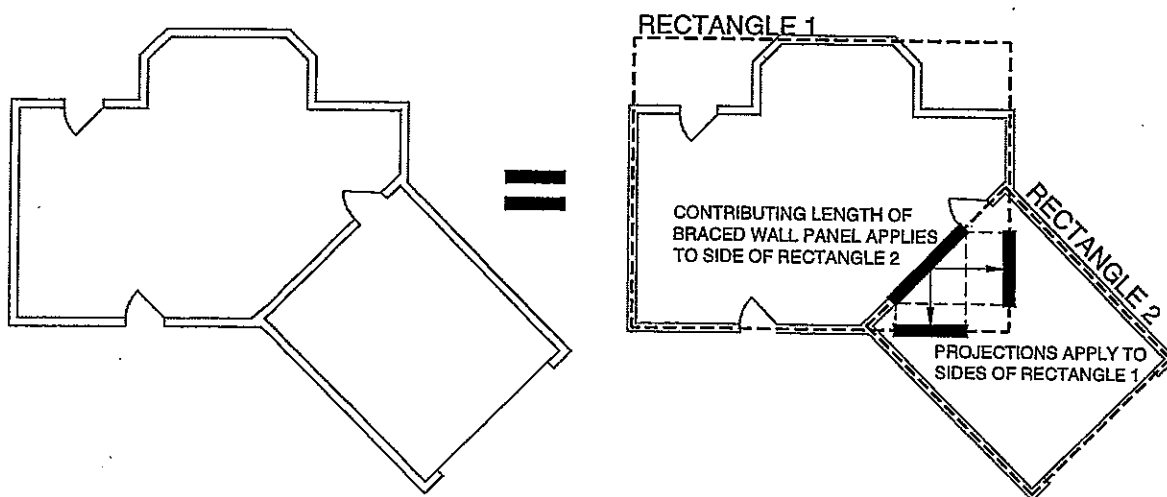 RECTANGLE 1
CONTRIBUTING LENGTH OF
BRACED WALL PANEL APPLIES
TO SIDE OF RECTANGLE 2
RECTANGLE 2
PROJECTIONS APPLY TO
SIDES OF RECTANGLE 1